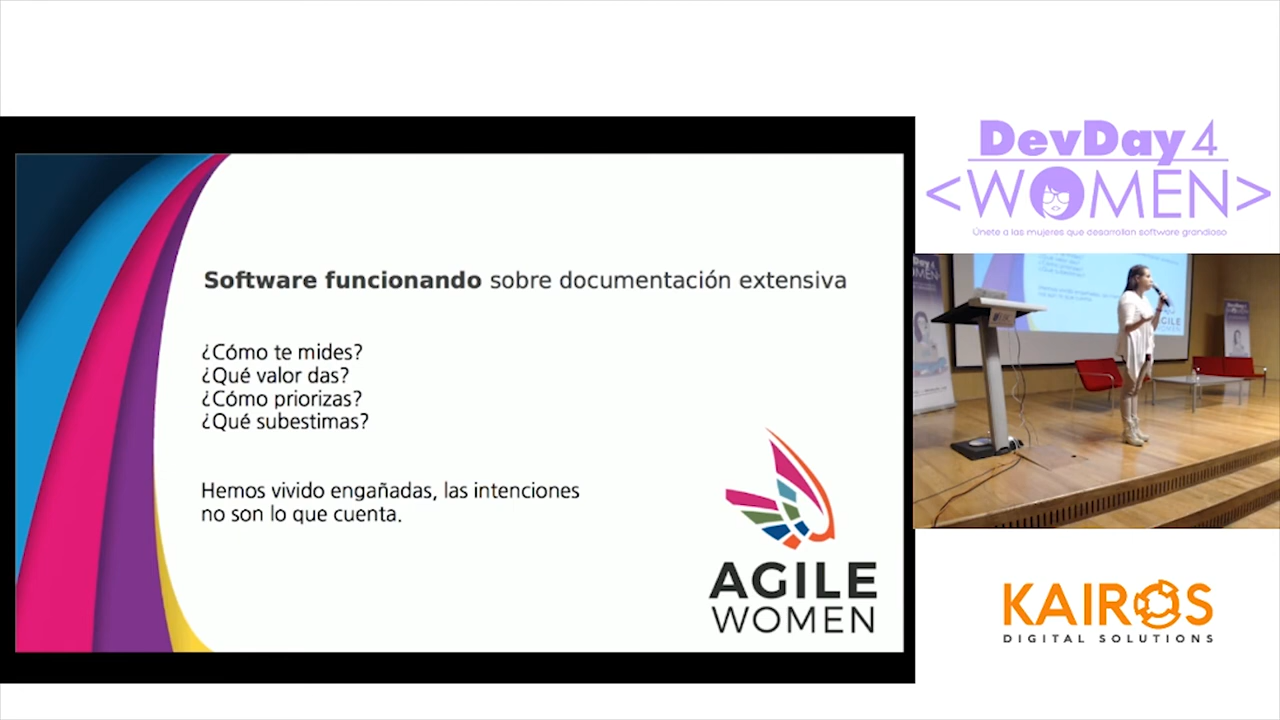 Software funcionando sobre documentación extensiva
¿Cómo te mides?
¿Qué valor das?
¿Cómo priorizas?
¿Qué subestimas?
Hemos vivido engañadas, las intenciones
no son lo que cuenta.
AGILE
WOMEN
DevDay4
<WOMEN>
Únete a las mujeres que desarrollan software grandioso
KAIROS
DIGITAL SOLUTIONS